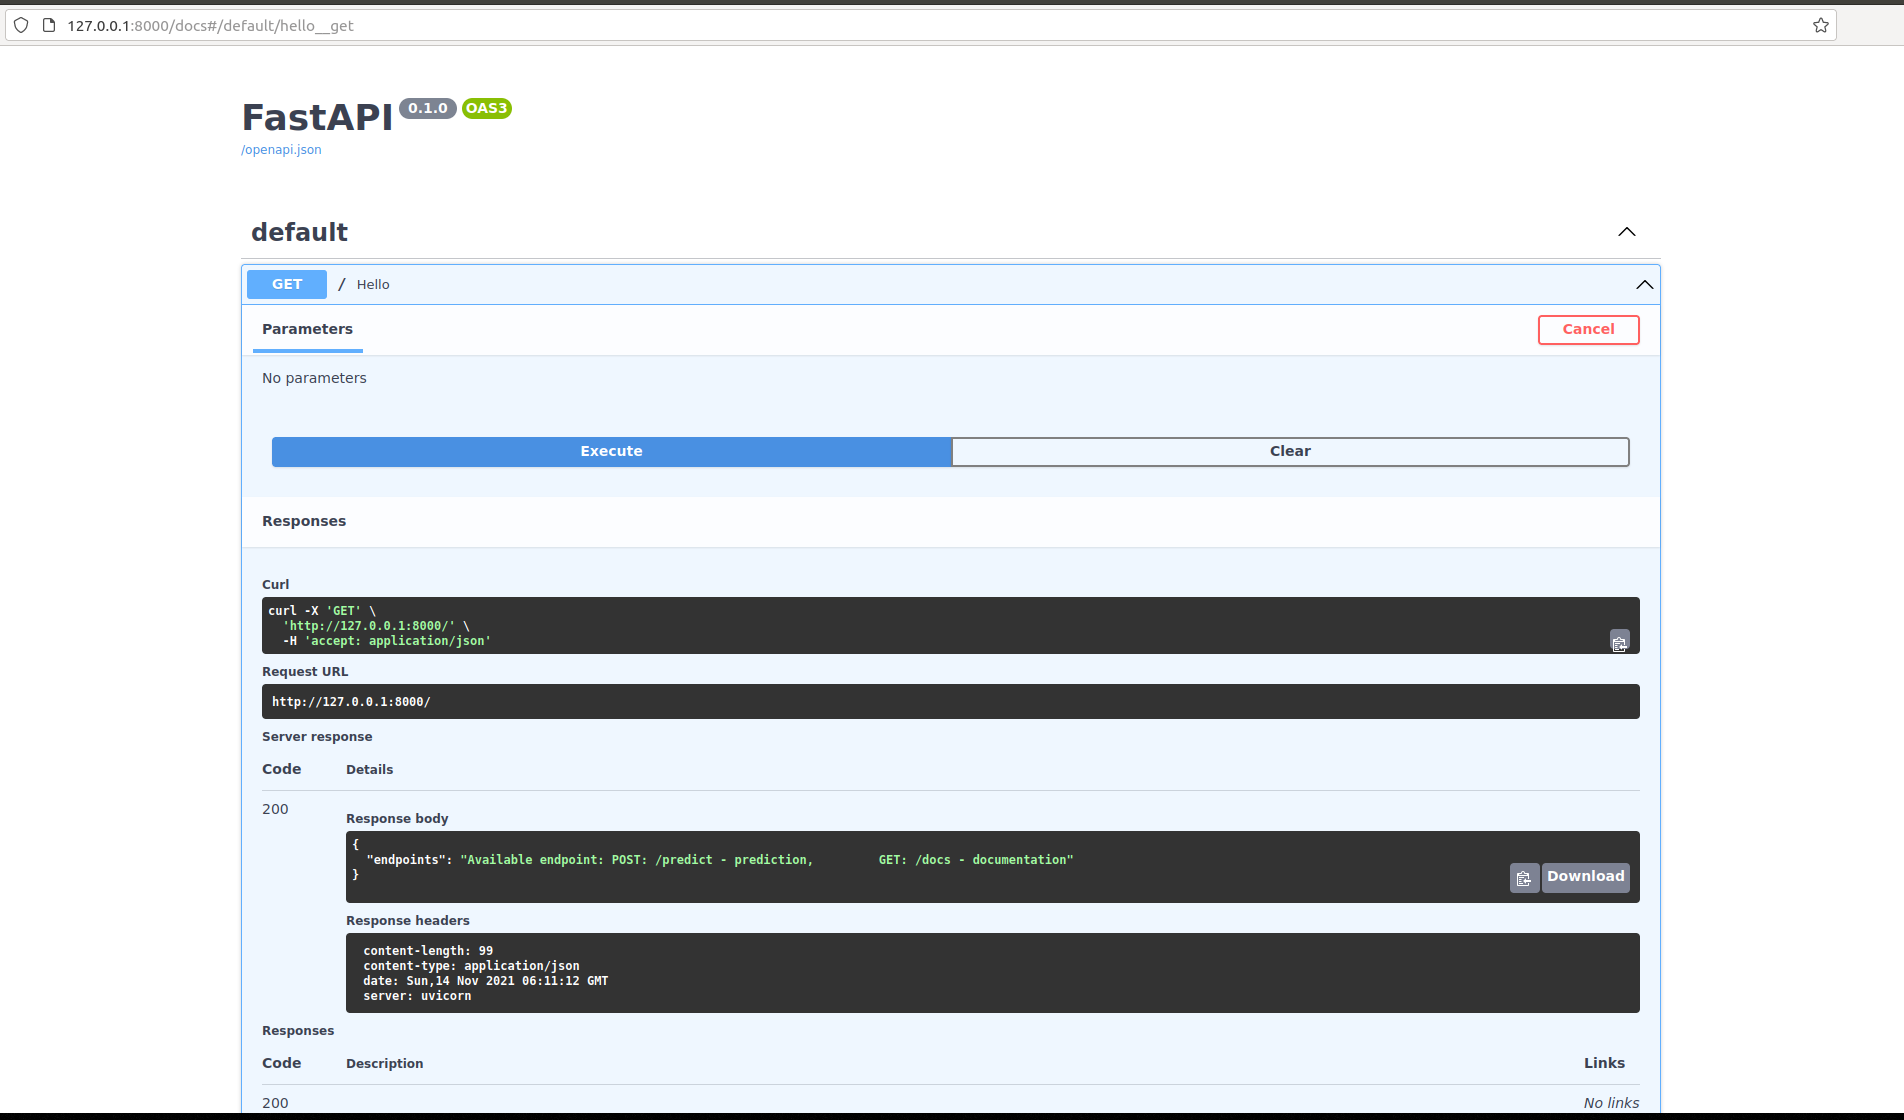 127.0.0.1:8000/docs#/default/hello__get
FastAPI 0.1.0 OAS3
/openapi.json
default
GET / Hello
Parameters Cancel
No parameters
Execute Clear
Responses
Curl
curl -X 'GET' \
'http://127.0.0.1:8000/' \
-H 'accept: application/json'
Request URL
http://127.0.0.1:8000/
Server response
Code Details
200
Response body
{
"endpoints": "Available endpoint: POST: /predict - prediction,         GET: /docs - documentation"
}
Download
Response headers
content-length: 99
content-type: application/json
date: Sun,14 Nov 2021 06:11:12 GMT
server: uvicorn
Responses
Code Description Links
200 No links